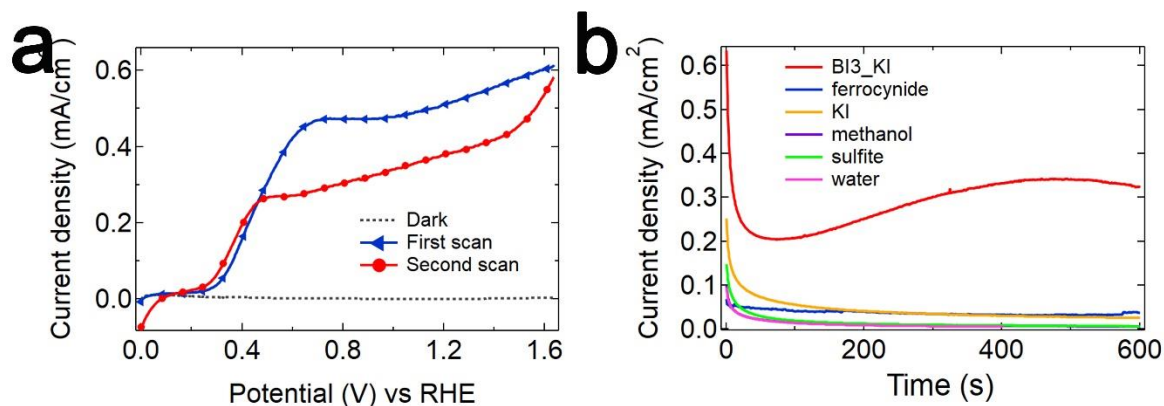 a
Current density (mA/cm
0.6
0.4
0.2
0.0
Dark
First scan
Second scan
0.0 0.4 0.8 1.2 1.6
Potential (V) vs RHE
b
Current density (mA/cm²
0.6
0.5
0.4
0.3
0.2
0.1
0.0
BI3_KI
ferrocynide
KI
methanol
sulfite
water
0 200 400 600
Time (s)